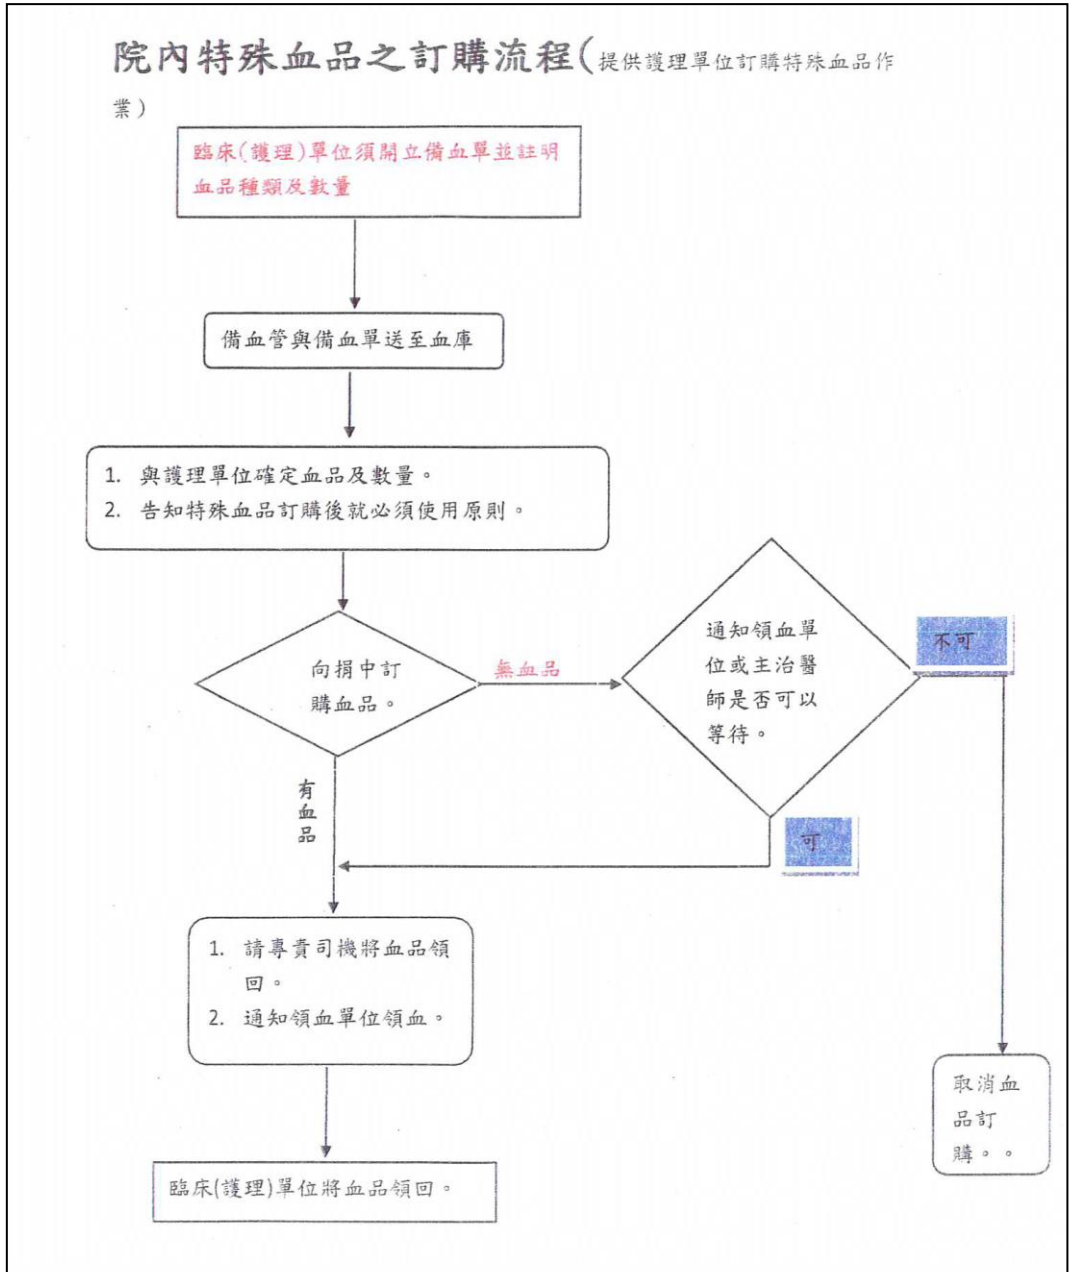 院內特殊血品之訂購流程(提供護理單位訂購特殊血品作
業)
臨床(護理)單位須開立備血單並註明
血品種類及數量
備血管與備血單送至血庫
1. 與護理單位確定血品及數量。
2. 告知特殊血品訂購後就必須使用原則。
向捐中訂
購血品。
無血品
通知領血單
位或主治醫
師是否可以
等待。
不可
有血品
可
1. 請專責司機將血品領
回。
2. 通知領血單位領血。
取消血
品訂
購。。
臨床(護理)單位將血品領回。